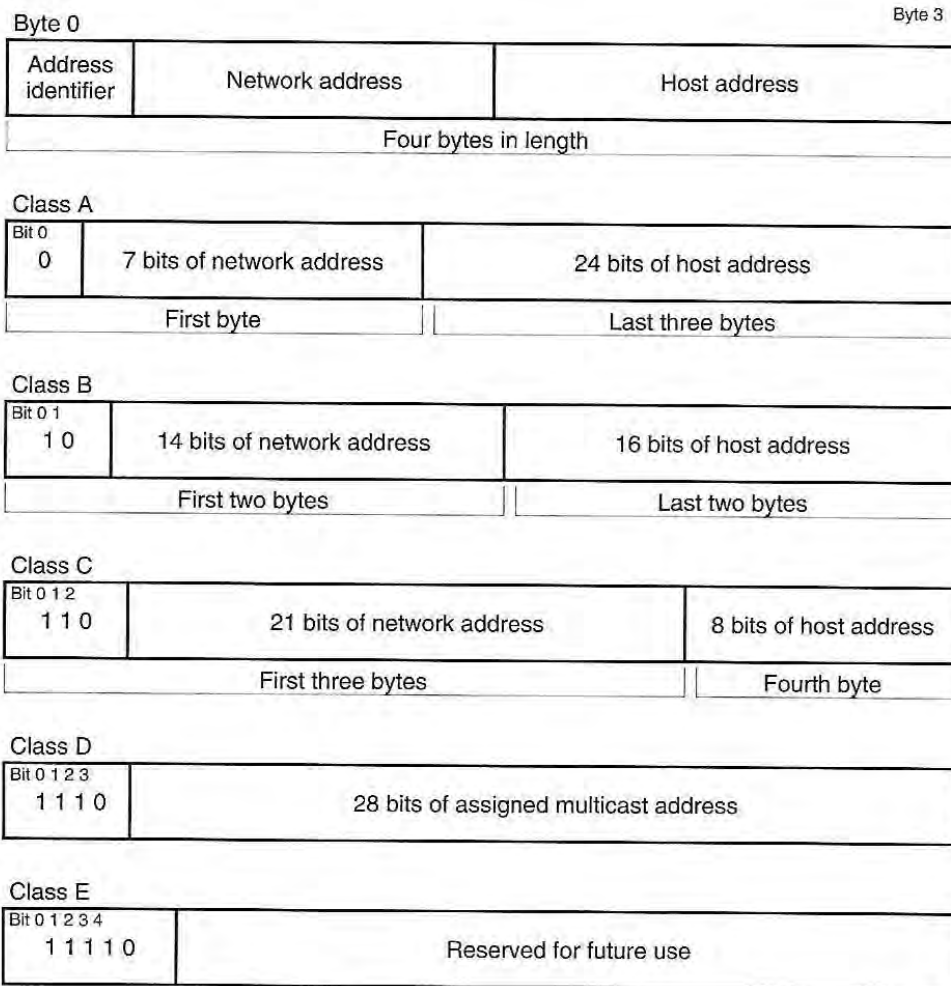 Byte 0
Byte 3
Address
identifier
Network address
Host address
Four bytes in length
Class A
Bit 0
0
7 bits of network address
24 bits of host address
First byte
Last three bytes
Class B
Bit 0 1
1 0
14 bits of network address
16 bits of host address
First two bytes
Last two bytes
Class C
Bit 0 1 2
1 1 0
21 bits of network address
8 bits of host address
First three bytes
Fourth byte
Class D
Bit 0 1 2 3
1 1 1 0
28 bits of assigned multicast address
Class E
Bit 0 1 2 3 4
1 1 1 1 0
Reserved for future use